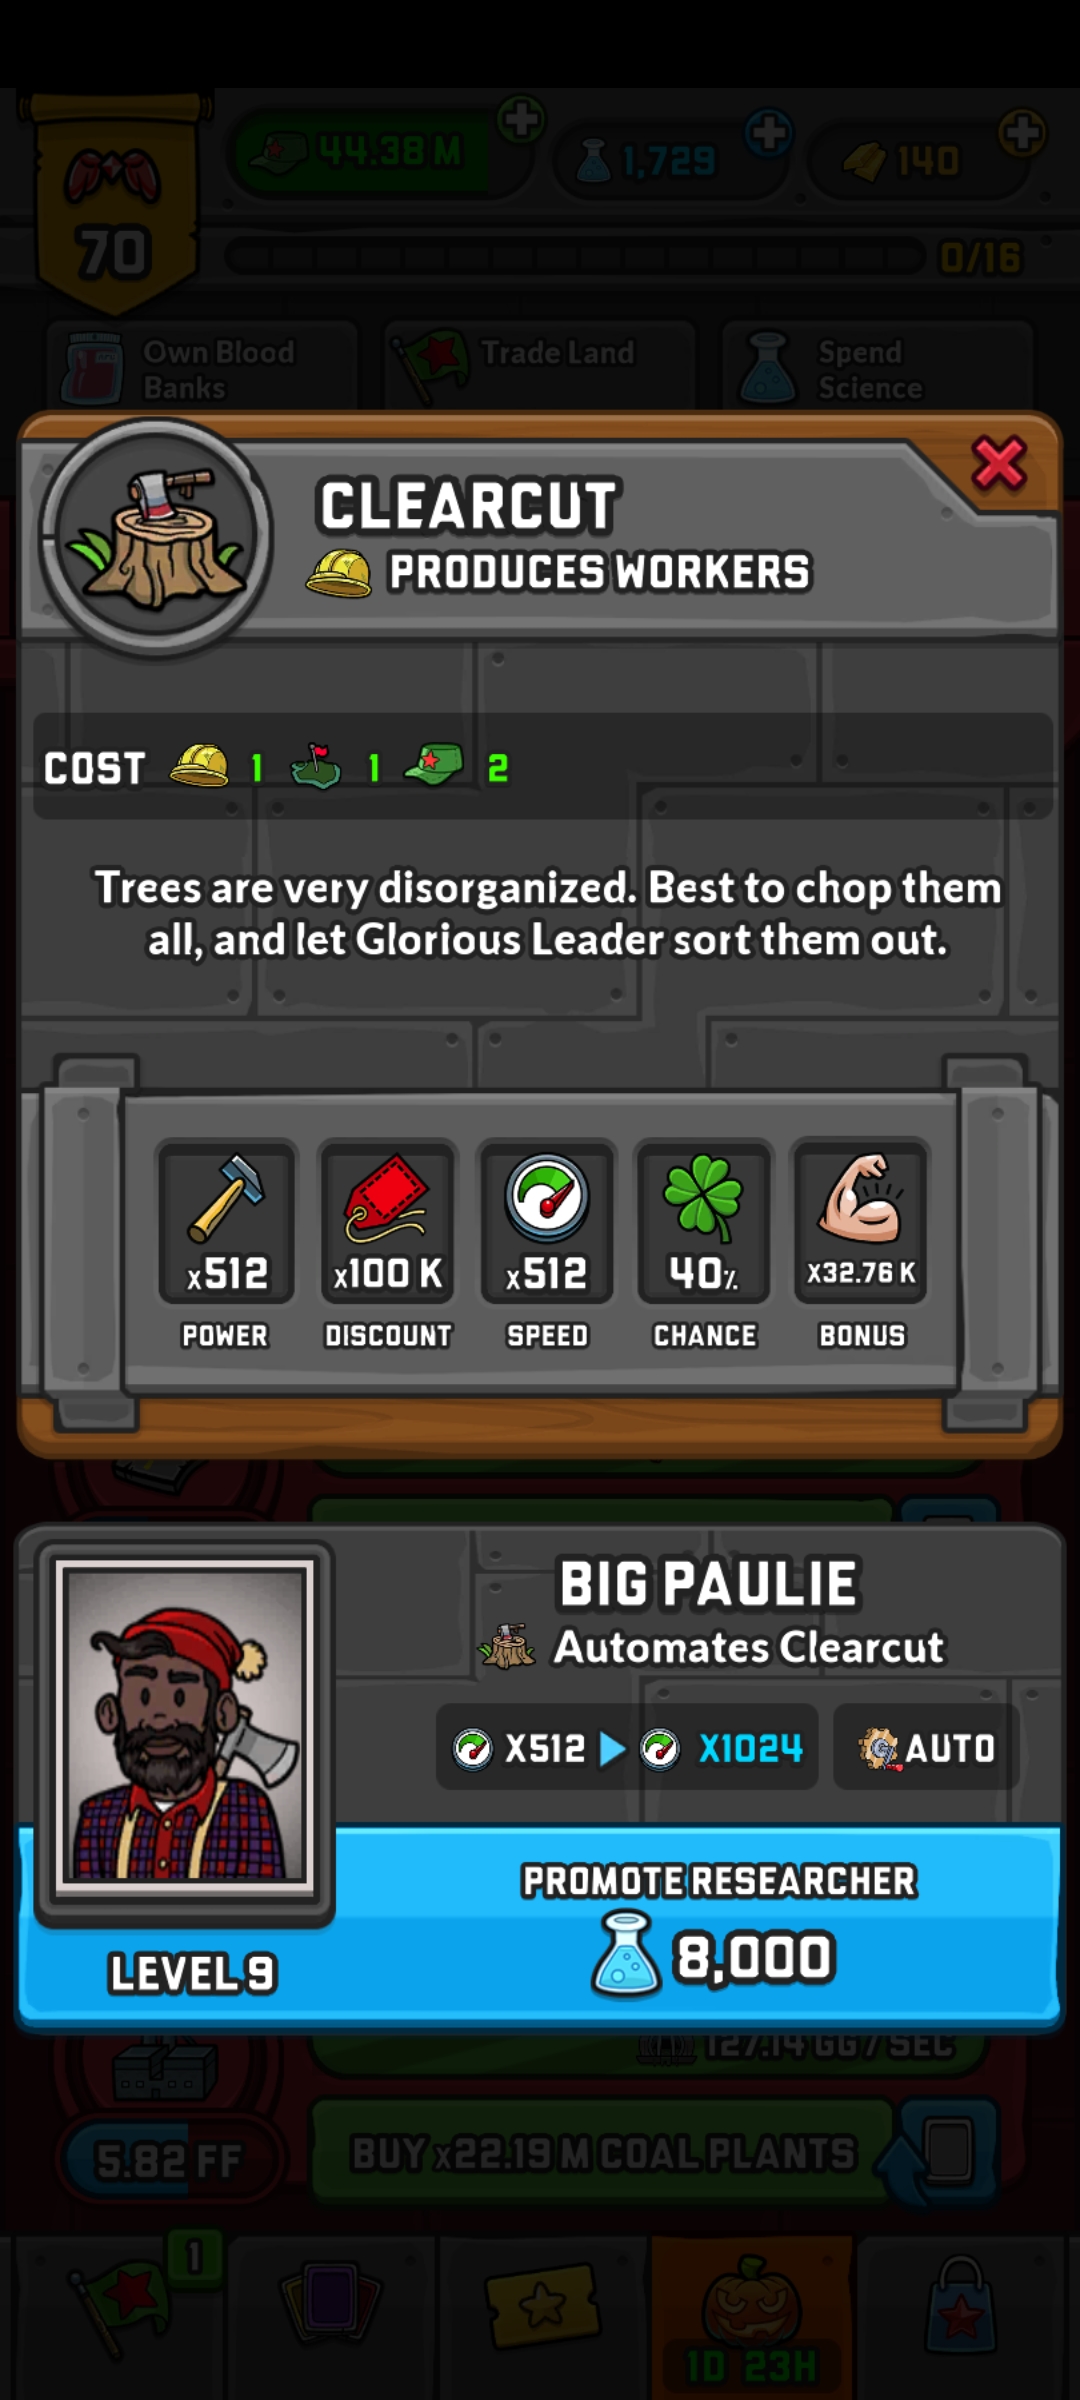 44.38 M
1,729
140
70
0/16
Own Blood
Banks
Trade Land
Spend
Science
CLEARCUT
PRODUCES WORKERS
COST 1 1 2
Trees are very disorganized. Best to chop them
all, and let Glorious Leader sort them out.
x512
x100 K
x512
40%
x32.76 K
POWER
DISCOUNT
SPEED
CHANCE
BONUS
BIG PAULIE
Automates Clearcut
X512
X1024
AUTO
PROMOTE RESEARCHER
8,000
LEVEL 9
127.14 GG / SEC
5.82 FF
BUY x22.19 M COAL PLANTS
1
1D 23H